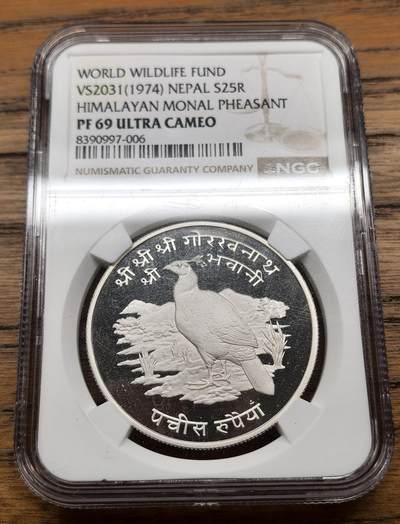 WORLD WILDLIFE FUND
VS2031(1974) NEPAL S25R
HIMALAYAN MONAL PHEASANT
PF 69 ULTRA CAMEO
8390997-006
NUMISMATIC GUARANTY COMPANY
NGC
श्री श्री श्री गोरखनाथ
श्री भवानी
पचीस रुपैयाँ